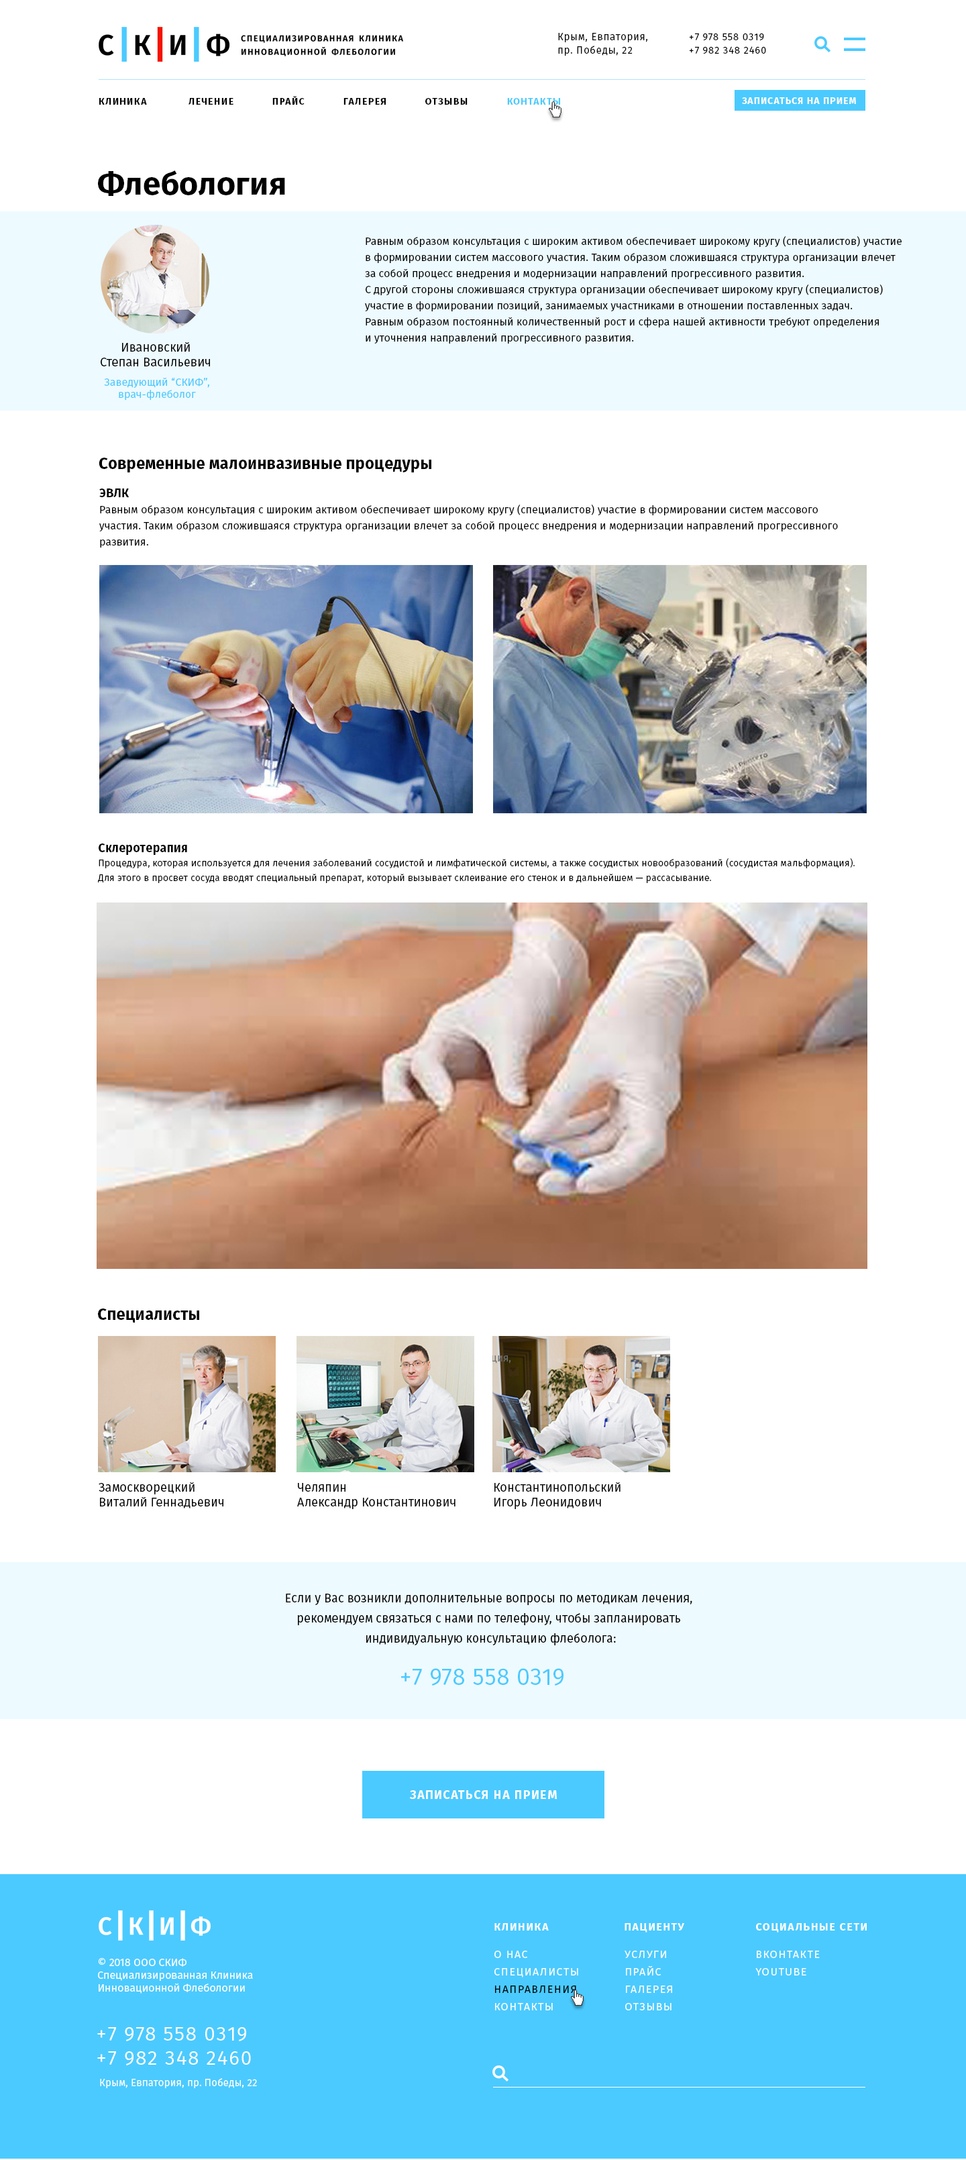 С|К|И|Ф
СПЕЦИАЛИЗИРОВАННАЯ КЛИНИКА
ИННОВАЦИОННОЙ ФЛЕБОЛОГИИ
Крым, Евпатория,
пр. Победы, 22
+7 978 558 0319
+7 982 348 2460
КЛИНИКА
ЛЕЧЕНИЕ
ПРАЙС
ГАЛЕРЕЯ
ОТЗЫВЫ
КОНТАКТЫ
ЗАПИСАТЬСЯ НА ПРИЕМ
Флебология
Ивановский
Степан Васильевич
Заведующий "СКИФ",
врач-флеболог
Равным образом консультация с широким активом обеспечивает широкому кругу (специалистов) участие
в формировании систем массового участия. Таким образом сложившаяся структура организации влечет
за собой процесс внедрения и модернизации направлений прогрессивного развития.
С другой стороны сложившаяся структура организации обеспечивает широкому кругу (специалистов)
участие в формировании позиций, занимаемых участниками в отношении поставленных задач.
Равным образом постоянный количественный рост и сфера нашей активности требуют определения
и уточнения направлений прогрессивного развития.
Современные малоинвазивные процедуры
ЭВЛК
Равным образом консультация с широким активом обеспечивает широкому кругу (специалистов) участие в формировании систем массового
участия. Таким образом сложившаяся структура организации влечет за собой процесс внедрения и модернизации направлений прогрессивного
развития.
Склеротерапия
Процедура, которая используется для лечения заболеваний сосудистой и лимфатической системы, а также сосудистых новообразований (сосудистая мальформация).
Для этого в просвет сосуда вводят специальный препарат, который вызывает склеивание его стенок и в дальнейшем — рассасывание.
Специалисты
Замоскворецкий
Виталий Геннадьевич
Челяпин
Александр Константинович
Константинопольский
Игорь Леонидович
Если у Вас возникли дополнительные вопросы по методикам лечения,
рекомендуем связаться с нами по телефону, чтобы запланировать
индивидуальную консультацию флеболога:
+7 978 558 0319
ЗАПИСАТЬСЯ НА ПРИЕМ
С|К|И|Ф
© 2018 ООО СКИФ
Специализированная Клиника
Инновационной Флебологии
+7 978 558 0319
+7 982 348 2460
Крым, Евпатория, пр. Победы, 22
КЛИНИКА
О НАС
СПЕЦИАЛИСТЫ
НАПРАВЛЕНИЯ
КОНТАКТЫ
ПАЦИЕНТУ
УСЛУГИ
ПРАЙС
ГАЛЕРЕЯ
ОТЗЫВЫ
СОЦИАЛЬНЫЕ СЕТИ
ВКОНТАКТЕ
YOUTUBE